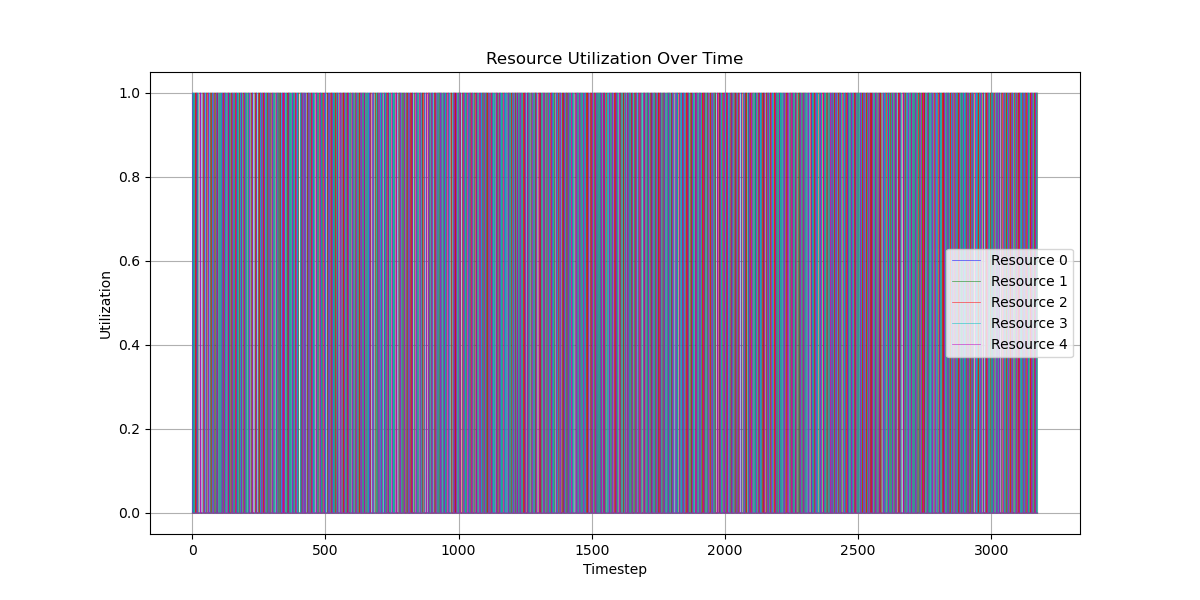 Resource Utilization Over Time
Utilization
1.0
0.8
0.6
0.4
0.2
0.0
Resource 0
Resource 1
Resource 2
Resource 3
Resource 4
0 500 1000 1500 2000 2500 3000
Timestep